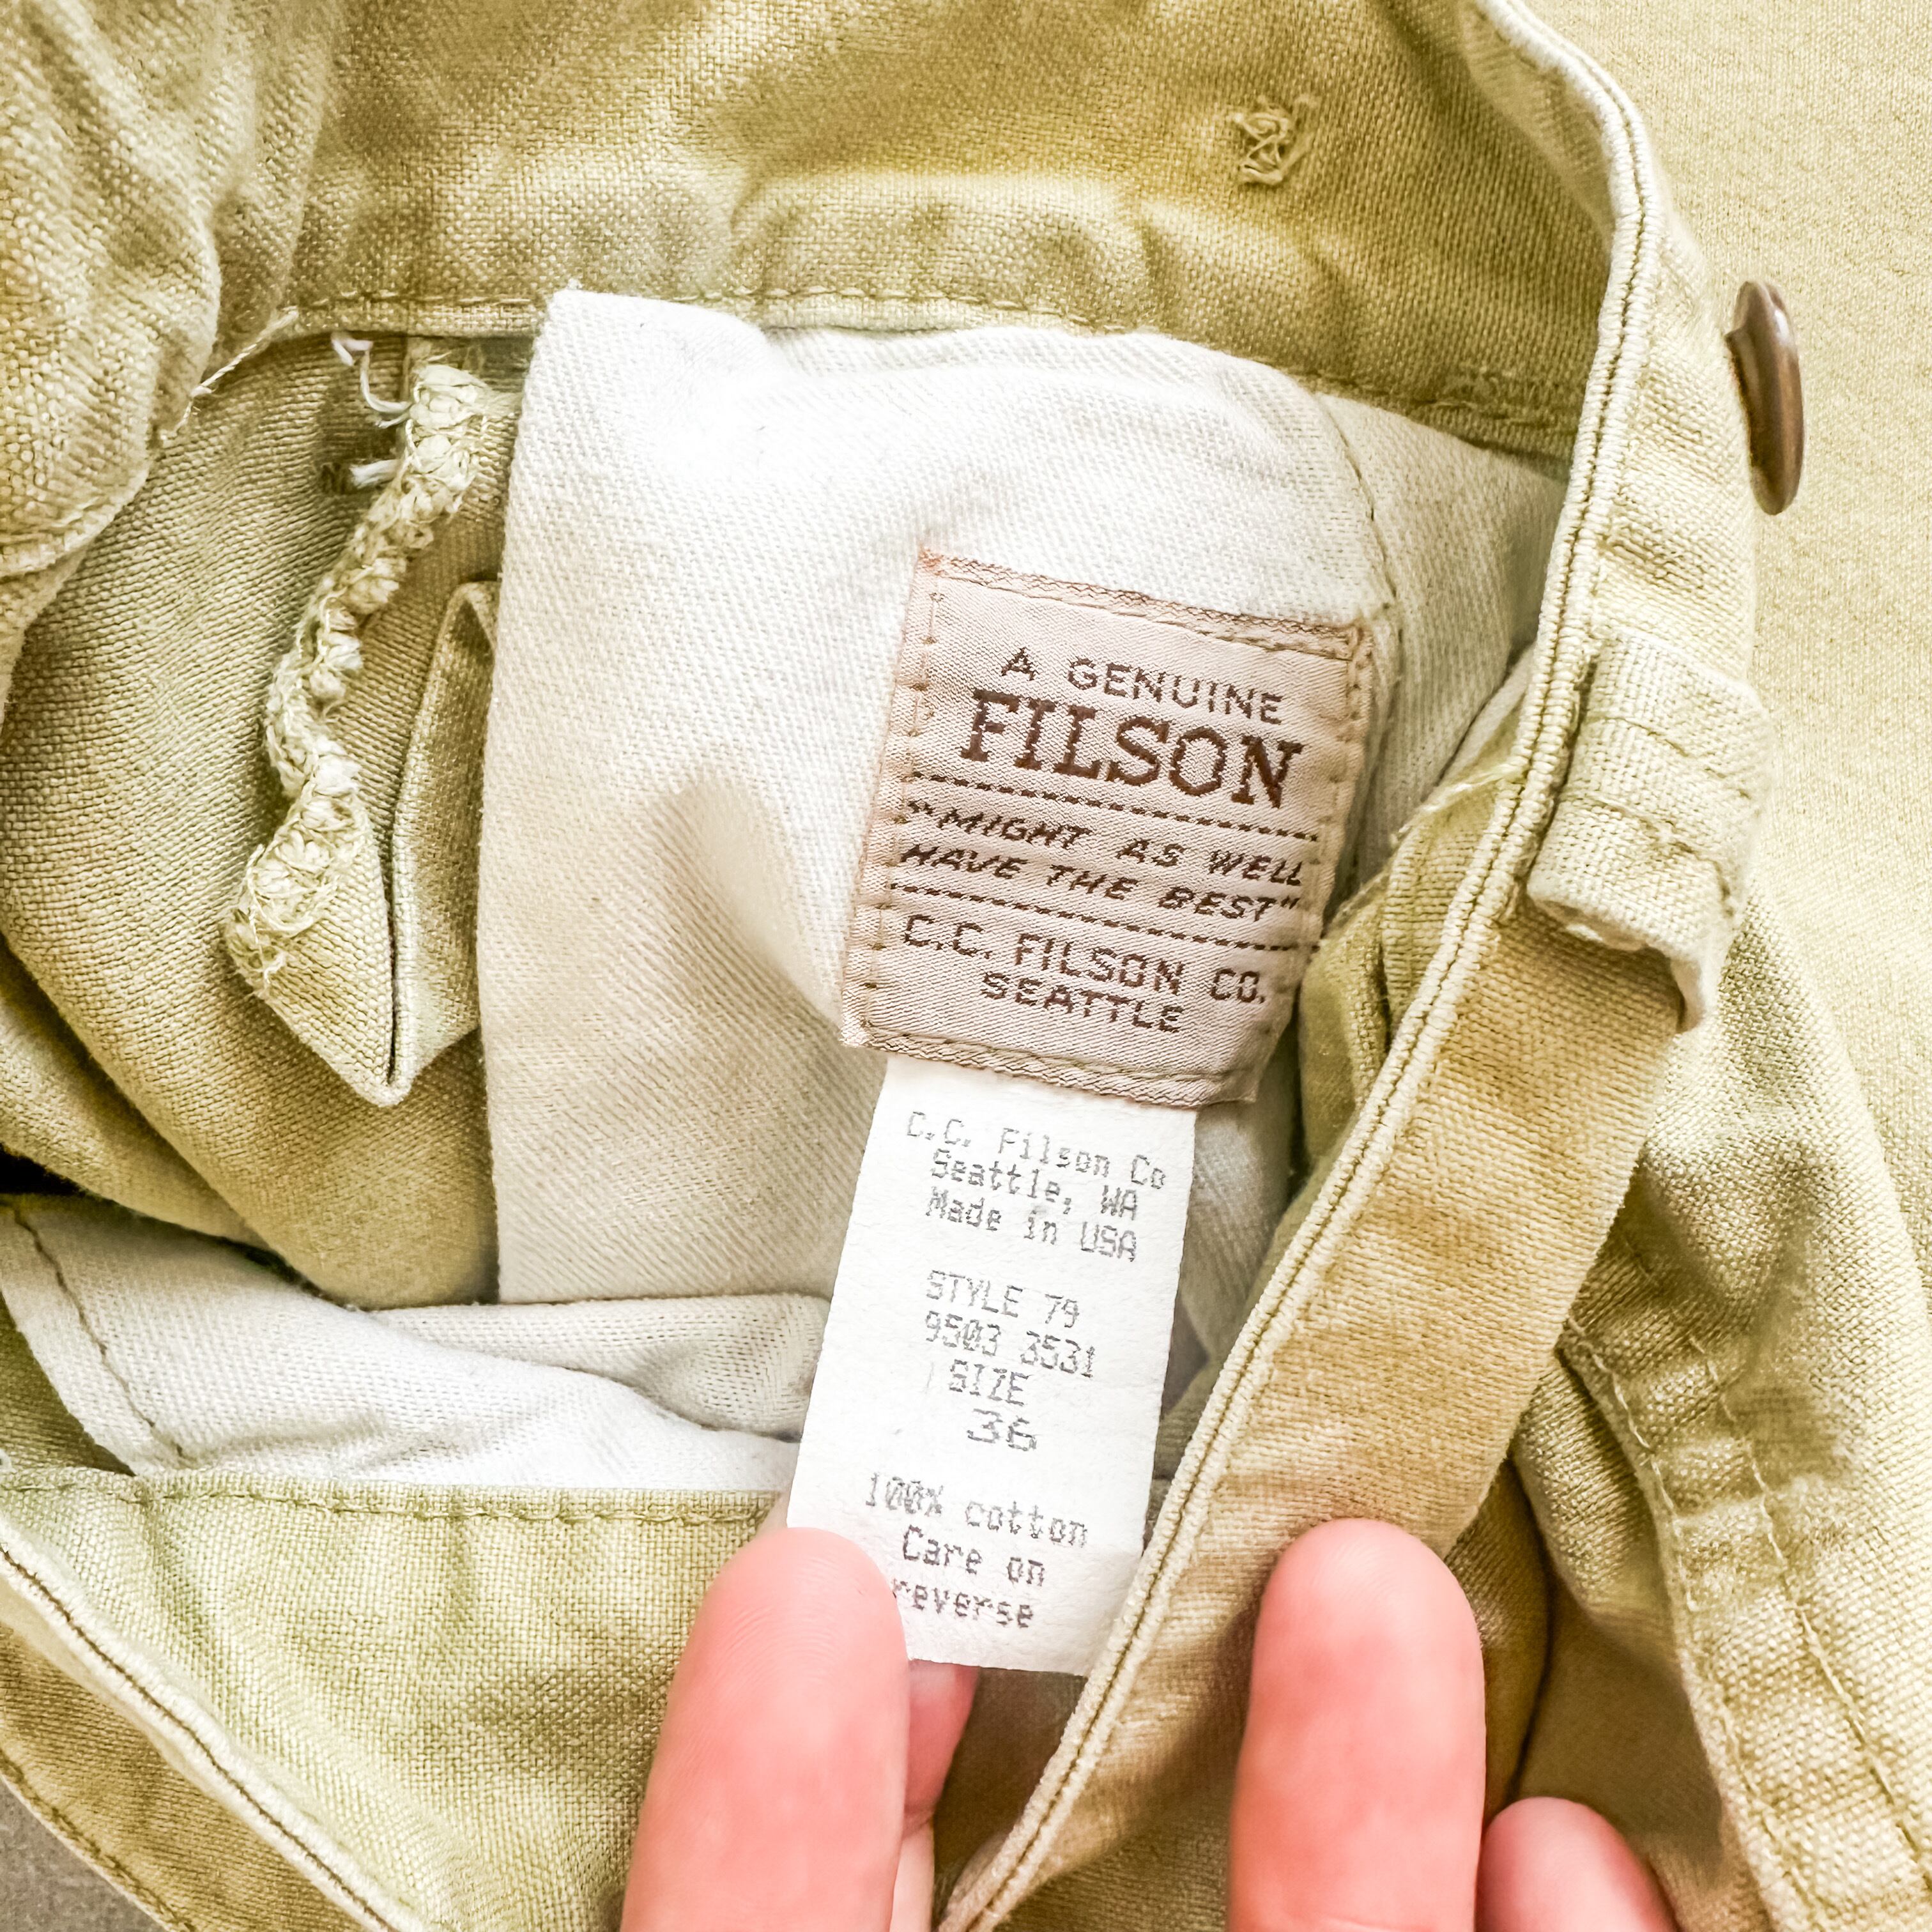 A GENUINE
FILSON
"MIGHT AS WELL
HAVE THE BEST"
C.C. FILSON CO.
SEATTLE
C.C. Filson Co
Seattle, WA
Made in USA
STYLE 79
9503 3531
SIZE
36
100% cotton
Care on
reverse